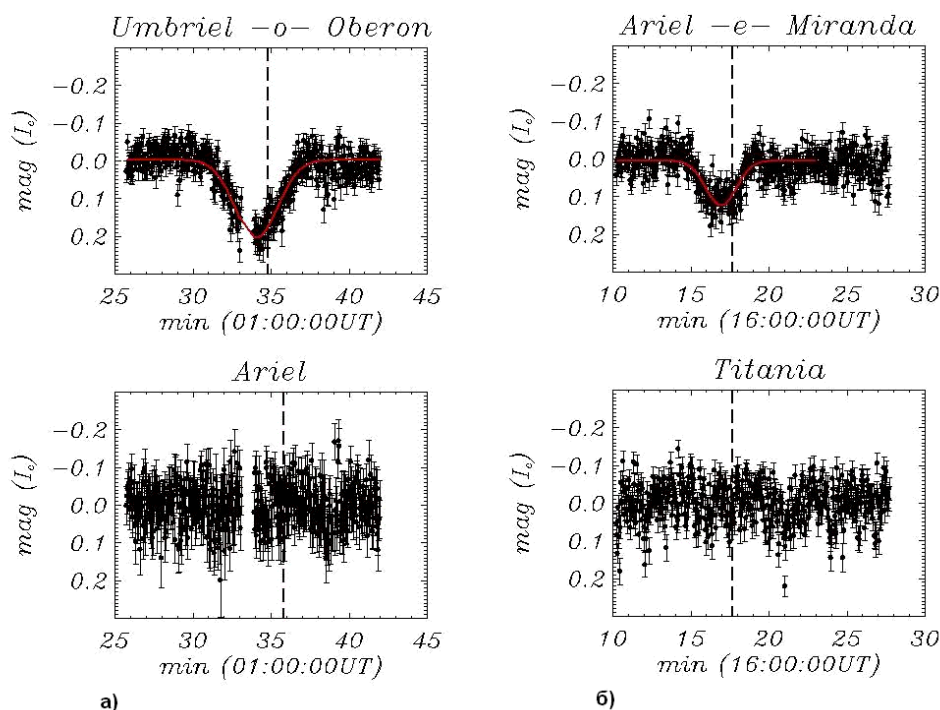 Umbriel -o- Oberon
mag (Ic)
-0.2
-0.1
0.0
0.1
0.2
25 30 35 40 45
min (01:00:00UT)
Ariel
mag (Ic)
-0.2
-0.1
0.0
0.1
0.2
25 30 35 40 45
min (01:00:00UT)
а)
Ariel -e- Miranda
mag (Ic)
-0.2
-0.1
0.0
0.1
0.2
10 15 20 25 30
min (16:00:00UT)
Titania
mag (Ic)
-0.2
-0.1
0.0
0.1
0.2
10 15 20 25 30
min (16:00:00UT)
б)